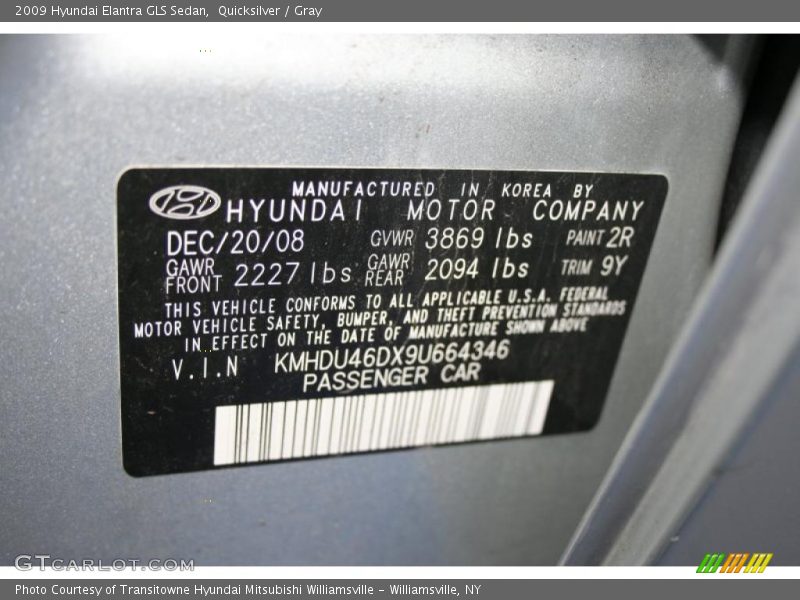 2009 Hyundai Elantra GLS Sedan,  Quicksilver / Gray
MANUFACTURED IN KOREA BY
HYUNDAI MOTOR COMPANY
DEC/20/08 GVWR 3869 lbs PAINT 2R
GAWR FRONT 2227 lbs GAWR REAR 2094 lbs TRIM 9Y
THIS VEHICLE CONFORMS TO ALL APPLICABLE U.S.A. FEDERAL
MOTOR VEHICLE SAFETY, BUMPER, AND THEFT PREVENTION STANDARDS
IN EFFECT ON THE DATE OF MANUFACTURE SHOWN ABOVE
V.I.N KMHDU46DX9U664346
PASSENGER CAR
GTCARLOT.COM
Photo Courtesy of Transitowne Hyundai Mitsubishi Williamsville - Williamsville, NY